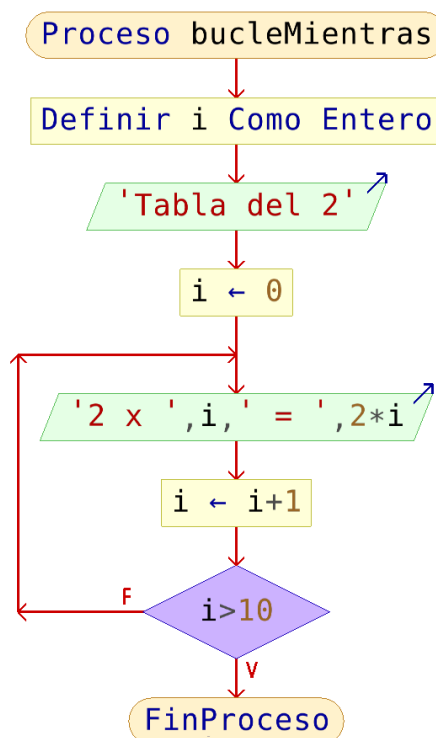 Proceso bucleMientras
Definir i Como Entero
'Tabla del 2'
i ← 0
'2 x ',i,' = ',2*i
i ← i+1
i>10
F
V
FinProceso